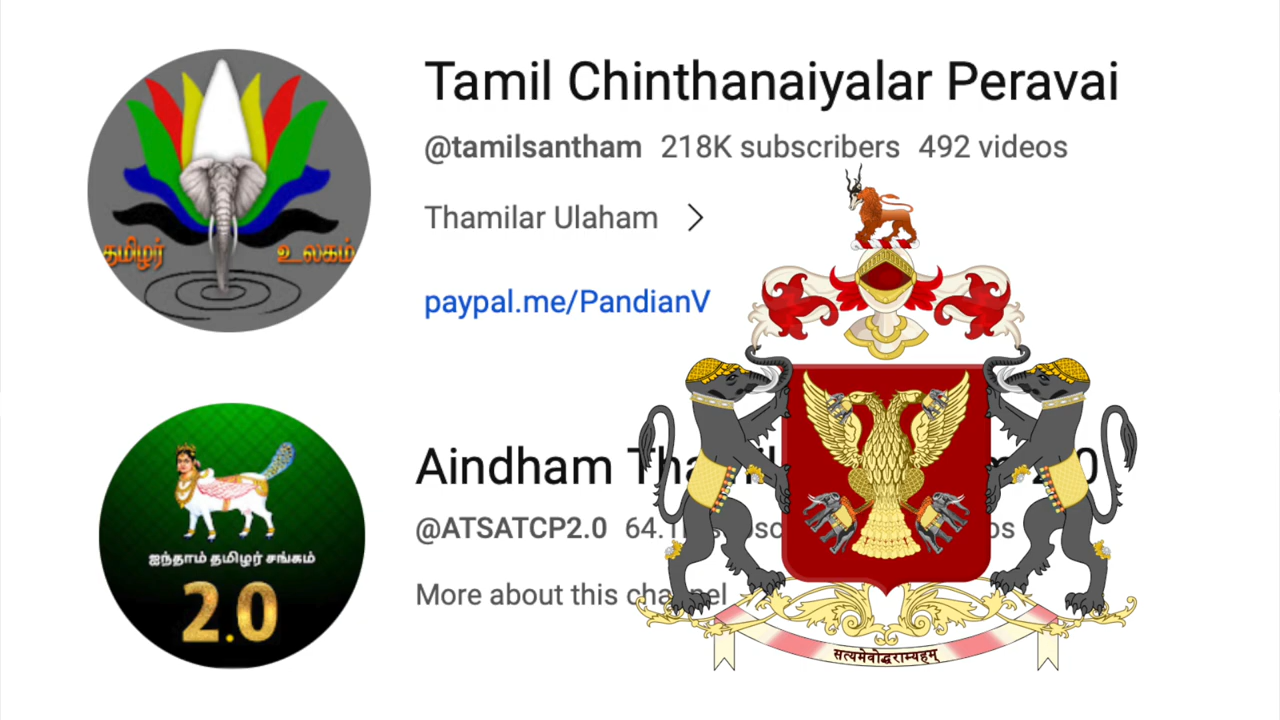 Tamil Chinthanaiyalar Peravai
@tamilsantham 218K subscribers 492 videos
Thamilar Ulaham
தமிழர் உலகம்
paypal.me/PandianV
Aindham
@ATSATCP2.0
ஐந்தாம் தமிழர் சங்கம்
2.0
More about this channel
सत्यमेवोद्धराम्यहम्